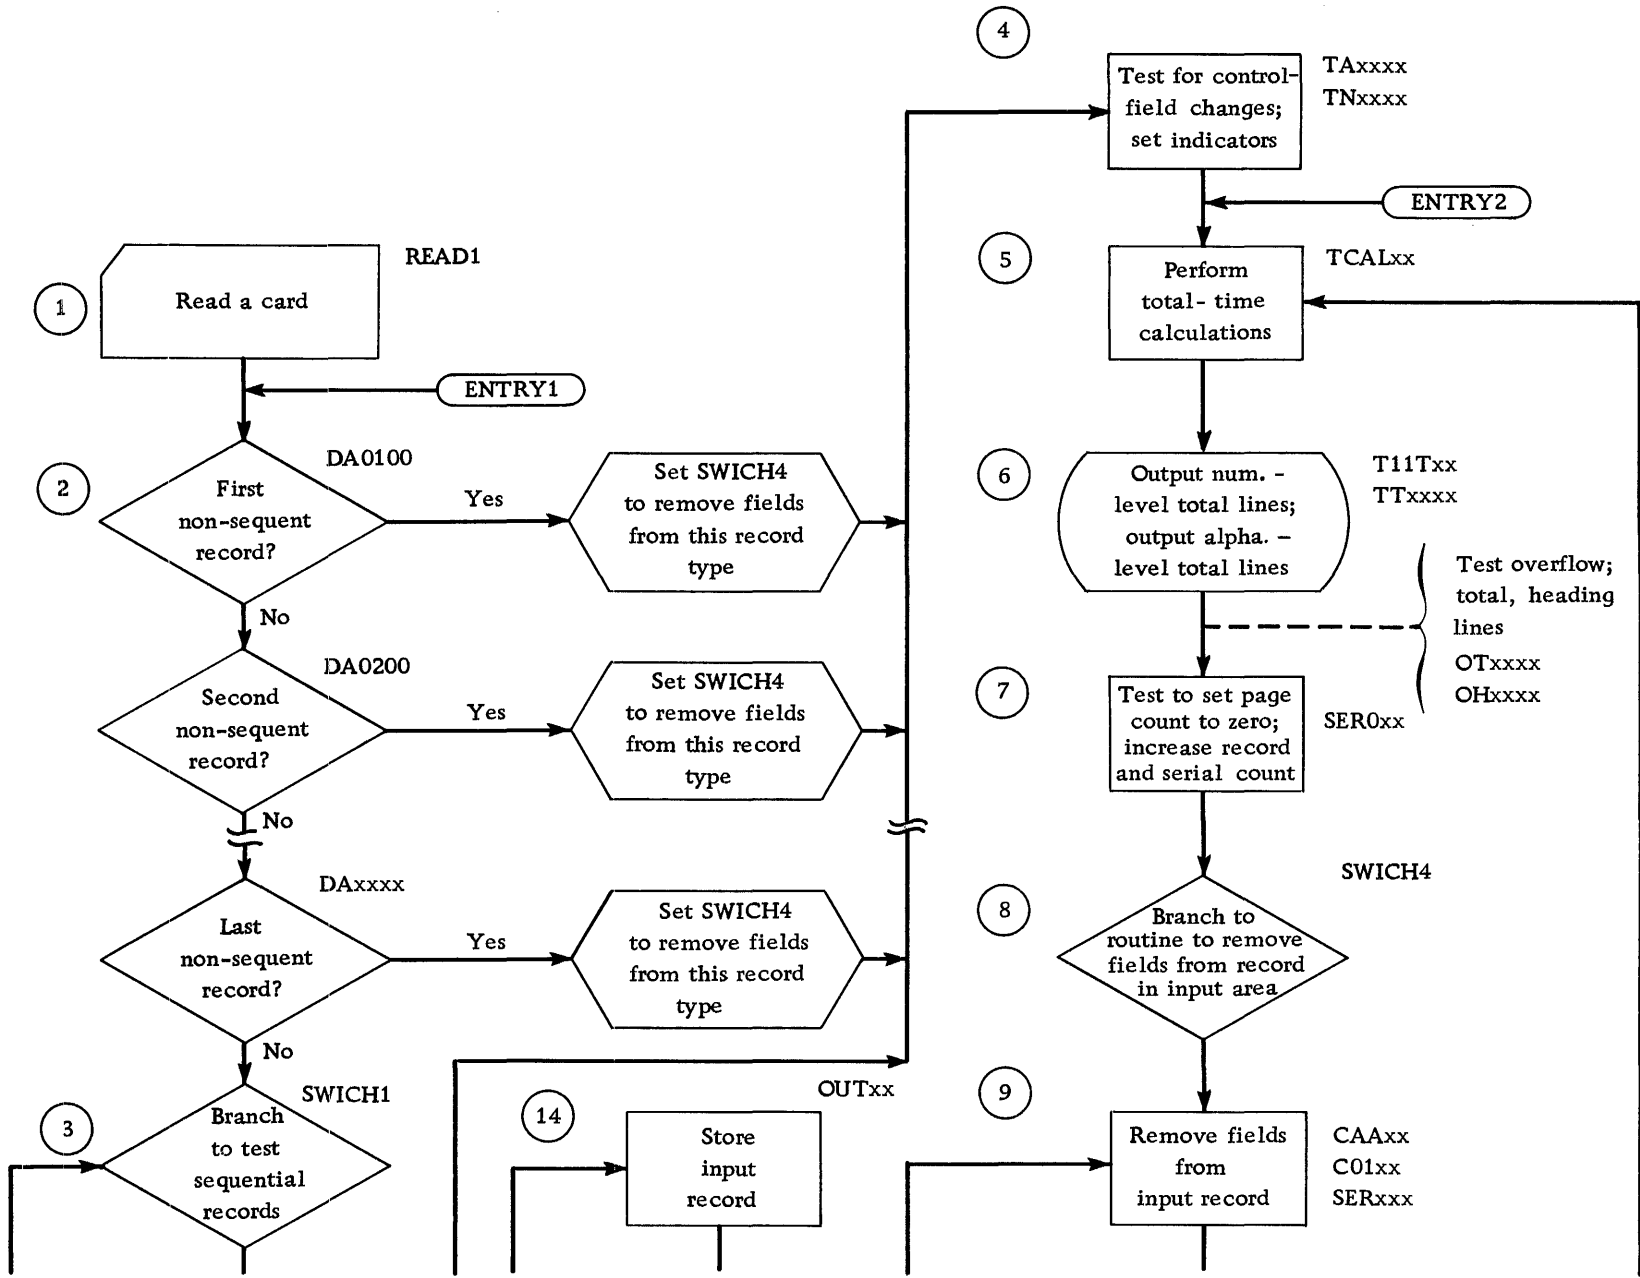 4
Test for control-
field changes;
set indicators
TAxxxx
TNxxxx
ENTRY2
READ1
1
Read a card
5
Perform
total- time
calculations
TCALxx
ENTRY1
2
DA0100
First
non-sequent
record?
Yes
Set SWICH4
to remove fields
from this record
type
No
6
Output num. -
level total lines;
output alpha. -
level total lines
T11Txx
TTxxxx
Test overflow;
total, heading
lines
OTxxxx
OHxxxx
DA0200
Second
non-sequent
record?
Yes
Set SWICH4
to remove fields
from this record
type
No
7
Test to set page
count to zero;
increase record
and serial count
SER0xx
DAxxxx
Last
non-sequent
record?
Yes
Set SWICH4
to remove fields
from this record
type
No
8
SWICH4
Branch to
routine to remove
fields from record
in input area
3
SWICH1
Branch
to test
sequential
records
14
OUTxx
Store
input
record
9
Remove fields
from
input record
CAAxx
C01xx
SERxxx